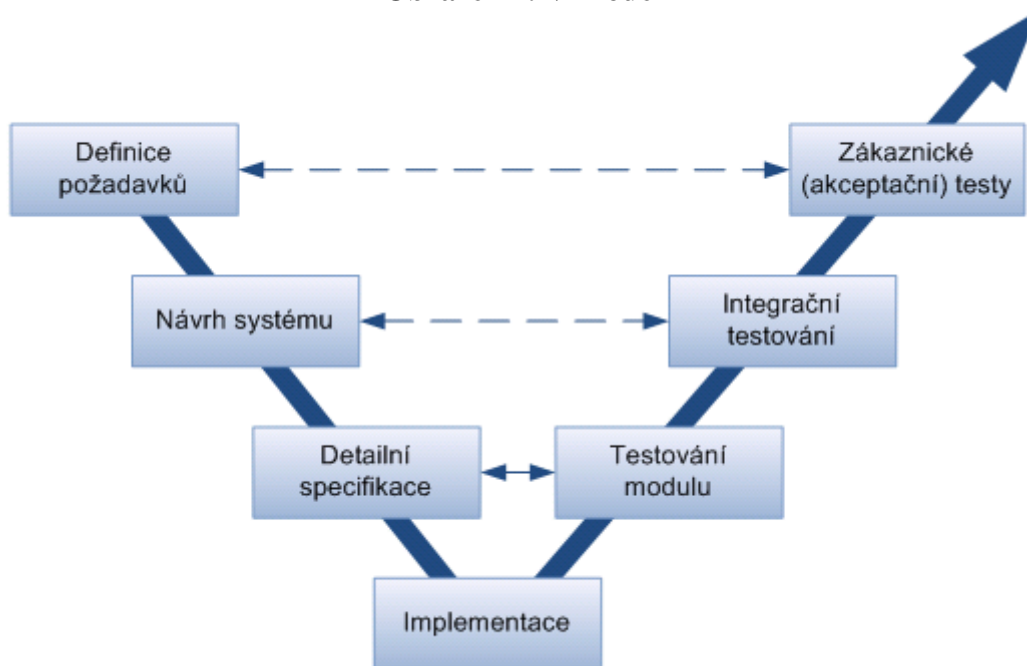 Definice
požadavků
Zákaznické
(akceptační) testy
Návrh systému
Integrační
testování
Detailní
specifikace
Testování
modulu
Implementace